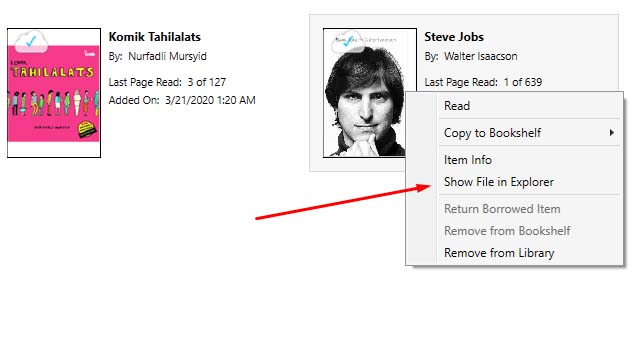 Komik Tahilalats
By: Nurfadli Mursyid
Last Page Read: 3 of 127
Added On: 3/21/2020 1:20 AM
TAHILALATS
Steve Jobs
By: Walter Isaacson
Last Page Read: 1 of 639
Read
Copy to Bookshelf
Item Info
Show File in Explorer
Return Borrowed Item
Remove from Bookshelf
Remove from Library